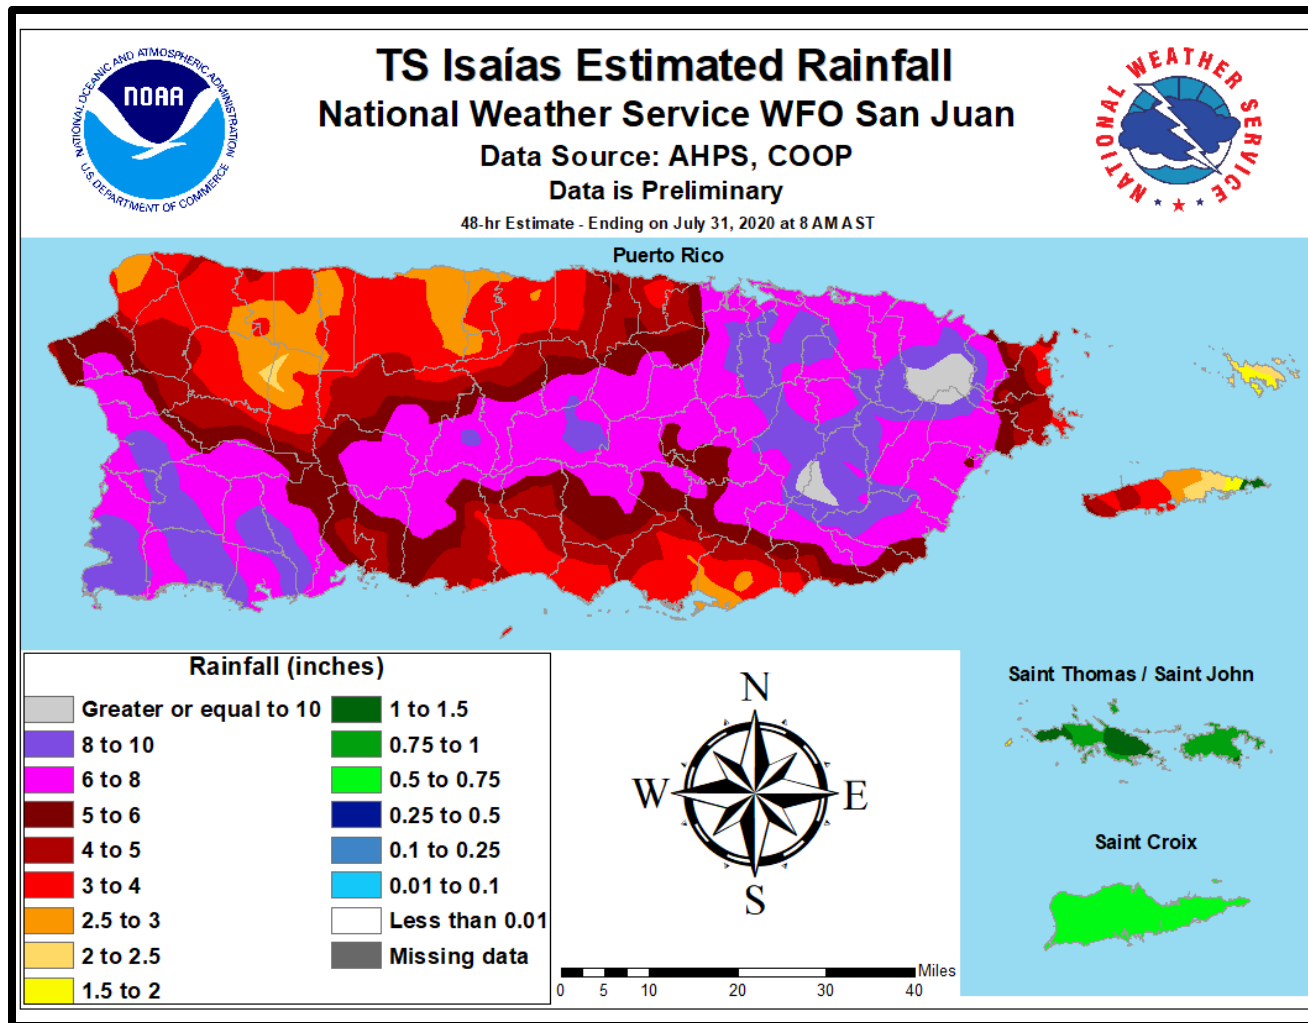 TS Isaías Estimated Rainfall
National Weather Service WFO San Juan
Data Source: AHPS, COOP
Data is Preliminary
48-hr Estimate - Ending on July 31, 2020 at 8 AM AST
NATIONAL OCEANIC AND ATMOSPHERIC ADMINISTRATION
NOAA
U.S. DEPARTMENT OF COMMERCE
NATIONAL WEATHER SERVICE
Puerto Rico
Rainfall (inches)
Greater or equal to 10
8 to 10
6 to 8
5 to 6
4 to 5
3 to 4
2.5 to 3
2 to 2.5
1.5 to 2
1 to 1.5
0.75 to 1
0.5 to 0.75
0.25 to 0.5
0.1 to 0.25
0.01 to 0.1
Less than 0.01
Missing data
N
W E
S
Miles
0 5 10 20 30 40
Saint Thomas / Saint John
Saint Croix